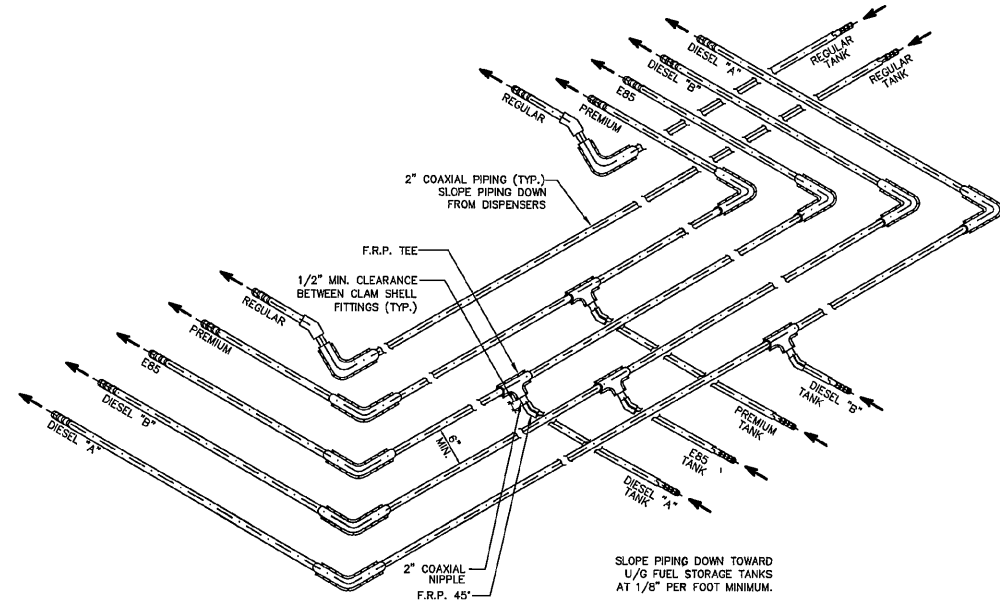 DIESEL "A"
REGULAR
TANK
REGULAR
TANK
DIESEL "B"
E85
PREMIUM
REGULAR
2" COAXIAL PIPING (TYP.)
SLOPE PIPING DOWN
FROM DISPENSERS
F.R.P. TEE
1/2" MIN. CLEARANCE
BETWEEN CLAM SHELL
FITTINGS (TYP.)
REGULAR
PREMIUM
E85
DIESEL "B"
DIESEL "A"
6"
MIN.
DIESEL "B"
TANK
PREMIUM
TANK
E85
TANK
DIESEL "A"
TANK
2" COAXIAL
NIPPLE
F.R.P. 45°
SLOPE PIPING DOWN TOWARD
U/G FUEL STORAGE TANKS
AT 1/8" PER FOOT MINIMUM.